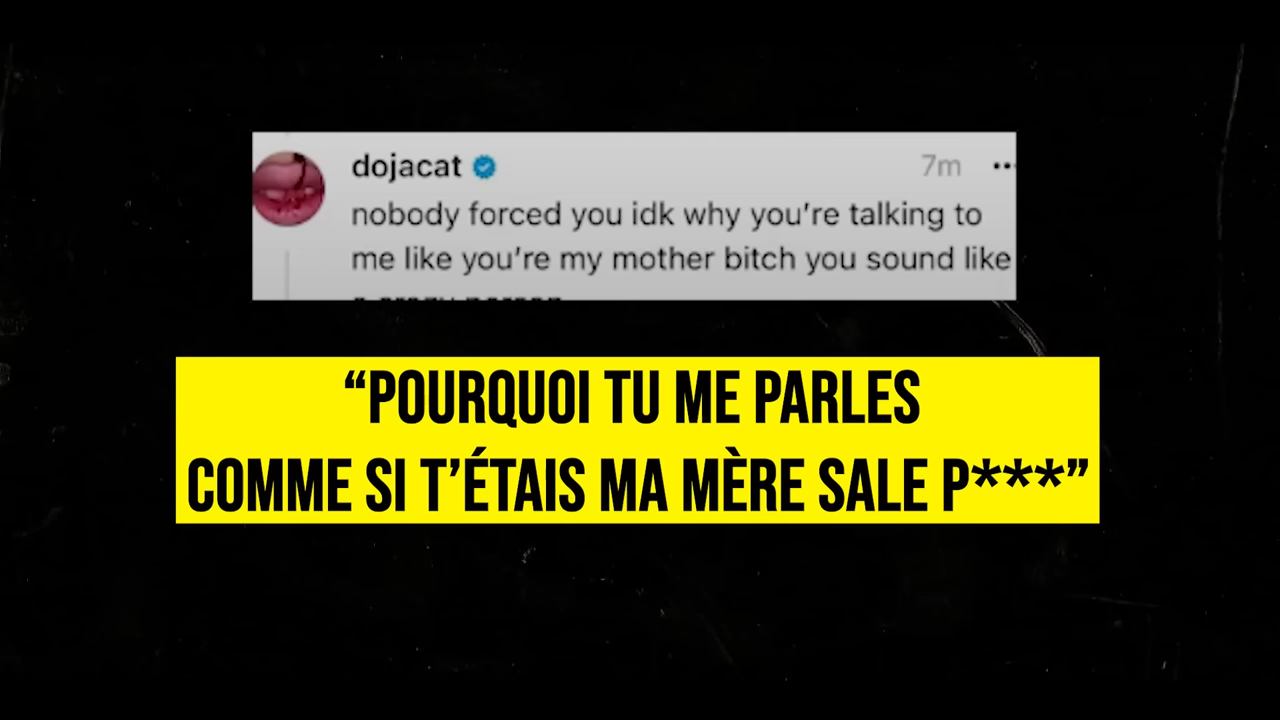 dojacat 7m
nobody forced you idk why you're talking to
me like you're my mother bitch you sound like
“POURQUOI TU ME PARLES
COMME SI T'ÉTAIS MA MÈRE SALE P***”